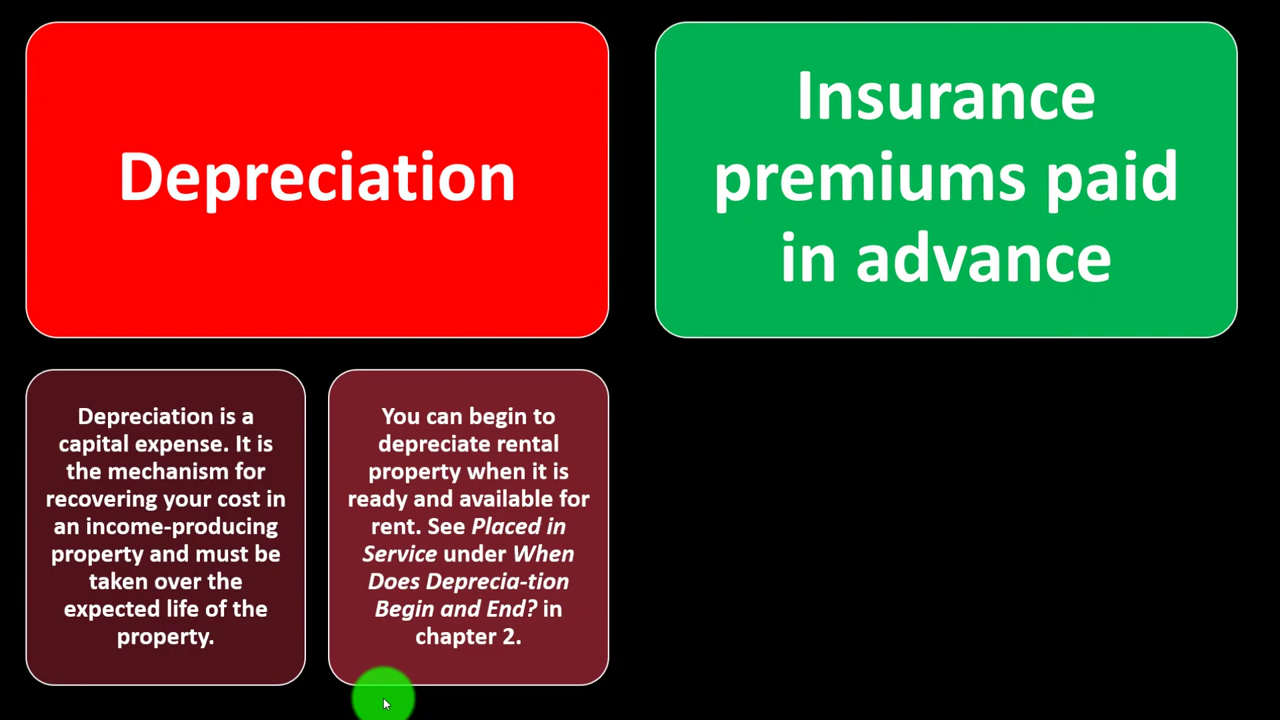 Depreciation
Insurance
premiums paid
in advance
Depreciation is a
capital expense. It is
the mechanism for
recovering your cost in
an income-producing
property and must be
taken over the
expected life of the
property.
You can begin to
depreciate rental
property when it is
ready and available for
rent. See Placed in
Service under When
Does Deprecia-tion
Begin and End? in
chapter 2.